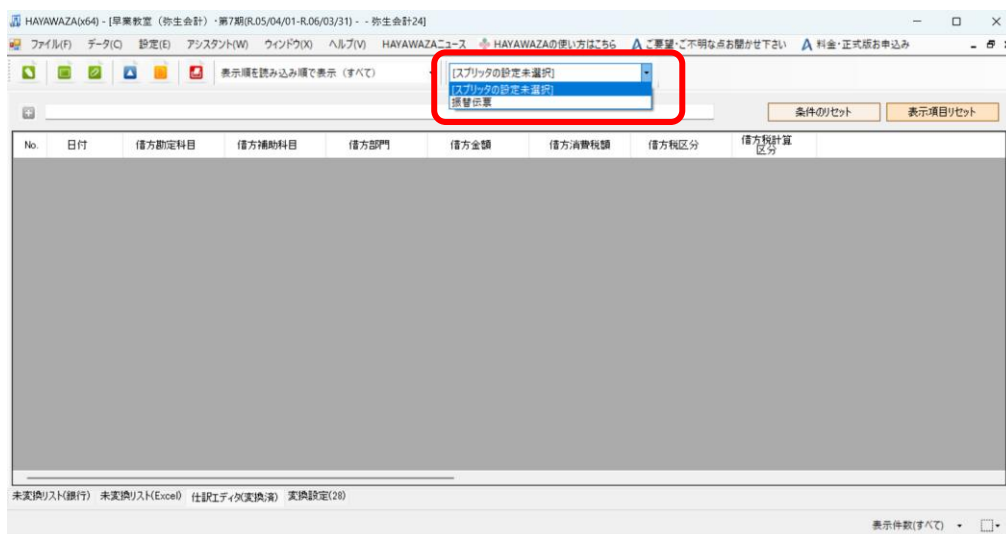 HAYAWAZA(x64) - [早業教室（弥生会計）・第7期(R.05/04/01-R.06/03/31) - - 弥生会計24]
ファイル(F) データ(C) 設定(E) アシスタント(W) ウィンドウ(X) ヘルプ(V) HAYAWAZAニュース HAYAWAZAの使い方はこちら ご要望・ご不明な点お聞かせ下さい 料金・正式版お申込み
表示順を読み込み順で表示（すべて） [スプリッタの設定未選択]
[スプリッタの設定未選択]
振替伝票
条件のリセット 表示項目リセット
No. 日付 借方勘定科目 借方補助科目 借方部門 借方金額 借方消費税額 借方税区分 借方税計算区分
未変換リスト(銀行) 未変換リスト(Excel) 仕訳エディタ(変換済) 変換設定(28)
表示件数(すべて)